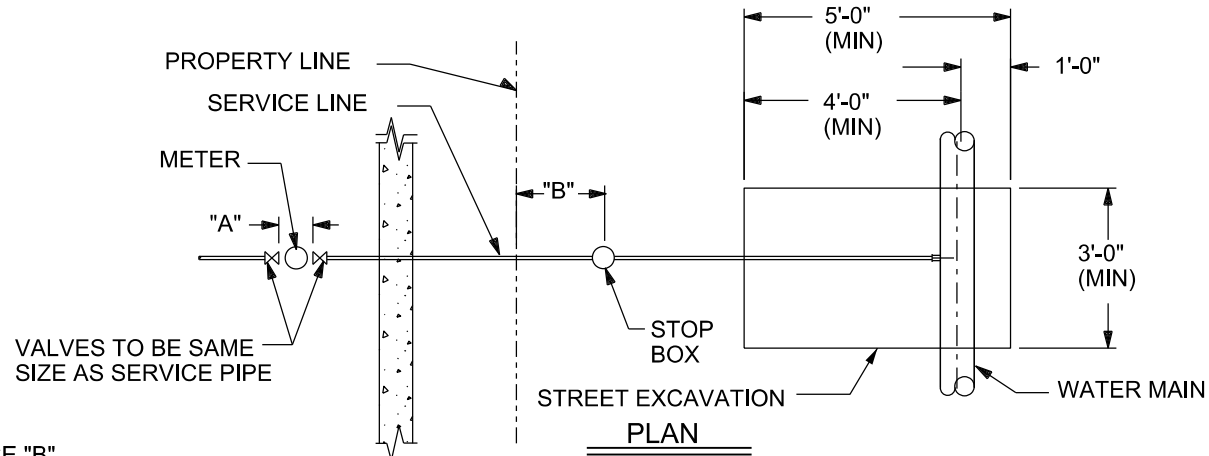 5'-0"
(MIN)
PROPERTY LINE
1'-0"
SERVICE LINE
4'-0"
(MIN)
METER
"B"
"A"
3'-0"
(MIN)
STOP
BOX
VALVES TO BE SAME
SIZE AS SERVICE PIPE
STREET EXCAVATION
WATER MAIN
PLAN
"B"